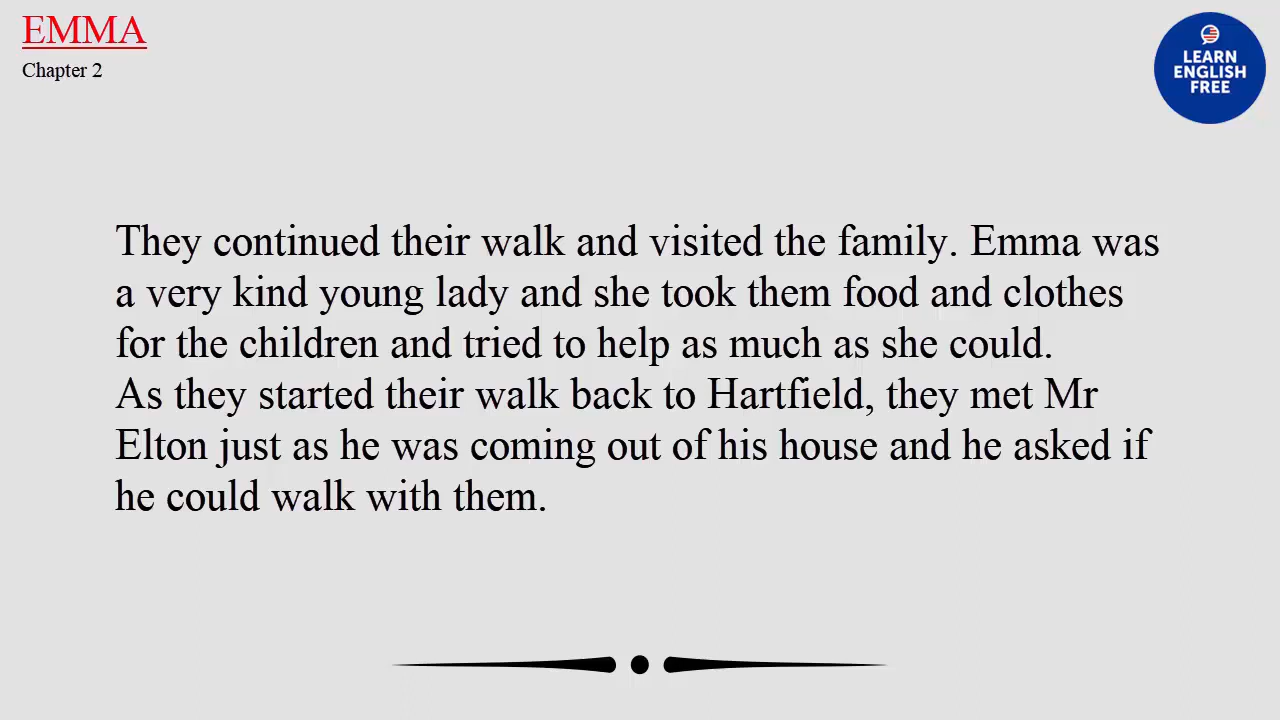 EMMA
Chapter 2
LEARN
ENGLISH
FREE
They continued their walk and visited the family. Emma was
a very kind young lady and she took them food and clothes
for the children and tried to help as much as she could.
As they started their walk back to Hartfield, they met Mr
Elton just as he was coming out of his house and he asked if
he could walk with them.